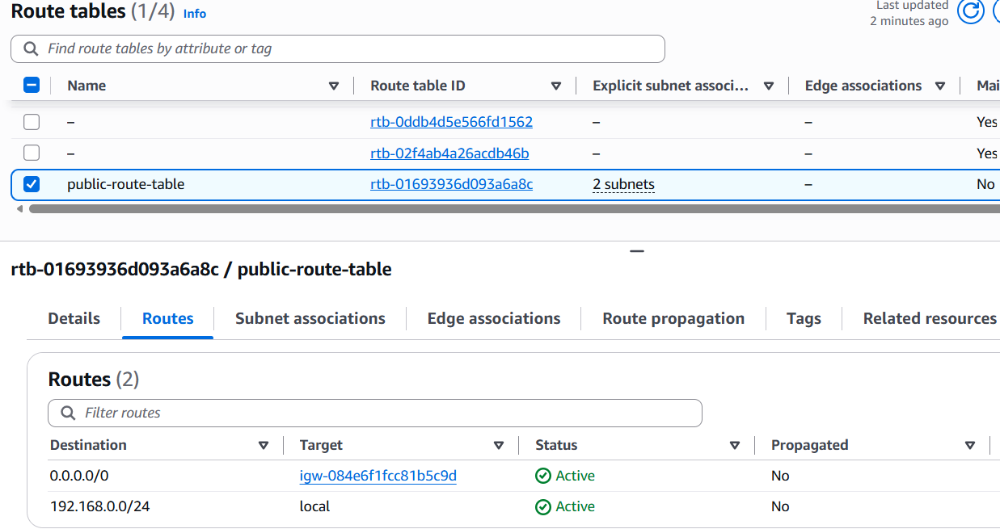 Route tables (1/4) Info
Last updated
2 minutes ago
Find route tables by attribute or tag
Name Route table ID Explicit subnet associ... Edge associations Mai
– rtb-0ddb4d5e566fd1562 – – Yes
– rtb-02f4ab4a26acdb46b – – Yes
public-route-table rtb-01693936d093a6a8c 2 subnets – No
rtb-01693936d093a6a8c / public-route-table
Details Routes Subnet associations Edge associations Route propagation Tags Related resources
Routes (2)
Filter routes
Destination Target Status Propagated
0.0.0.0/0 igw-084e6f1fcc81b5c9d Active No
192.168.0.0/24 local Active No